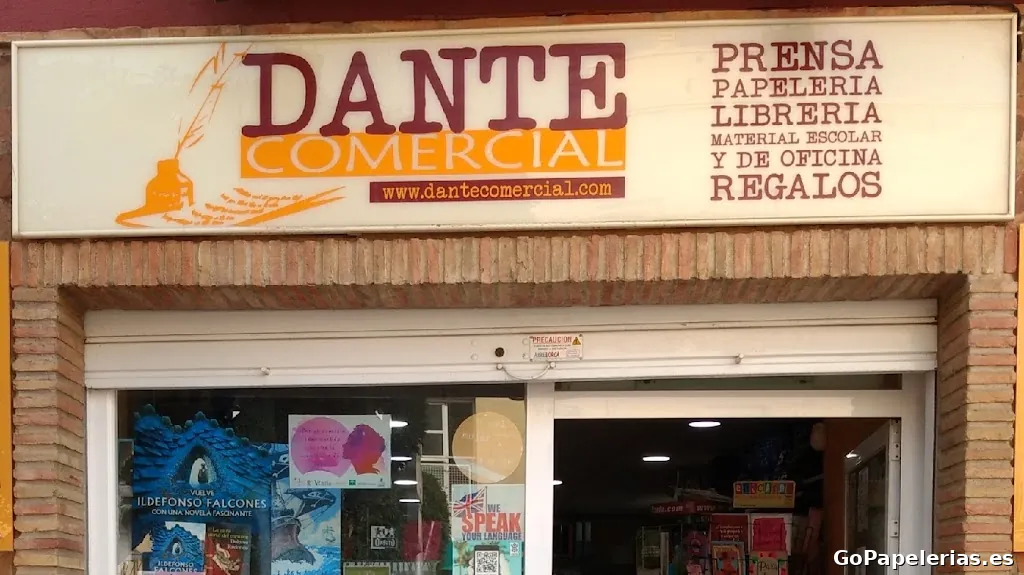 DANTE
COMERCIAL
www.dantecomercial.com
PRENSA
PAPELERIA
LIBRERIA
MATERIAL ESCOLAR
Y DE OFICINA
REGALOS
PRECAUCION
VUELVE
ILDEFONSO FALCONES
CON UNA NOVELA FASCINANTE
WE
SPEAK
YOUR LANGUAGE
GoPapelerias.es